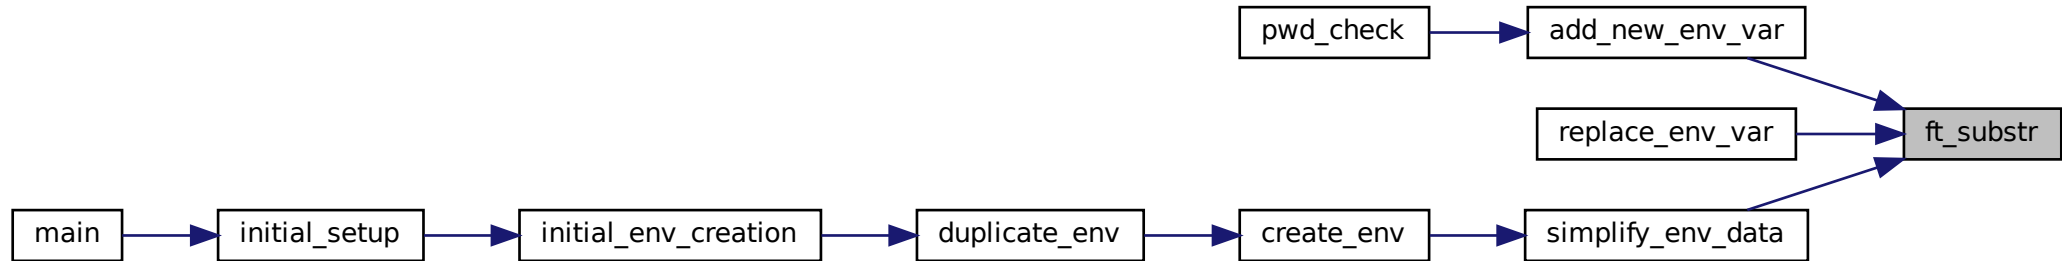 pwd_check
add_new_env_var
replace_env_var
ft_substr
main
initial_setup
initial_env_creation
duplicate_env
create_env
simplify_env_data